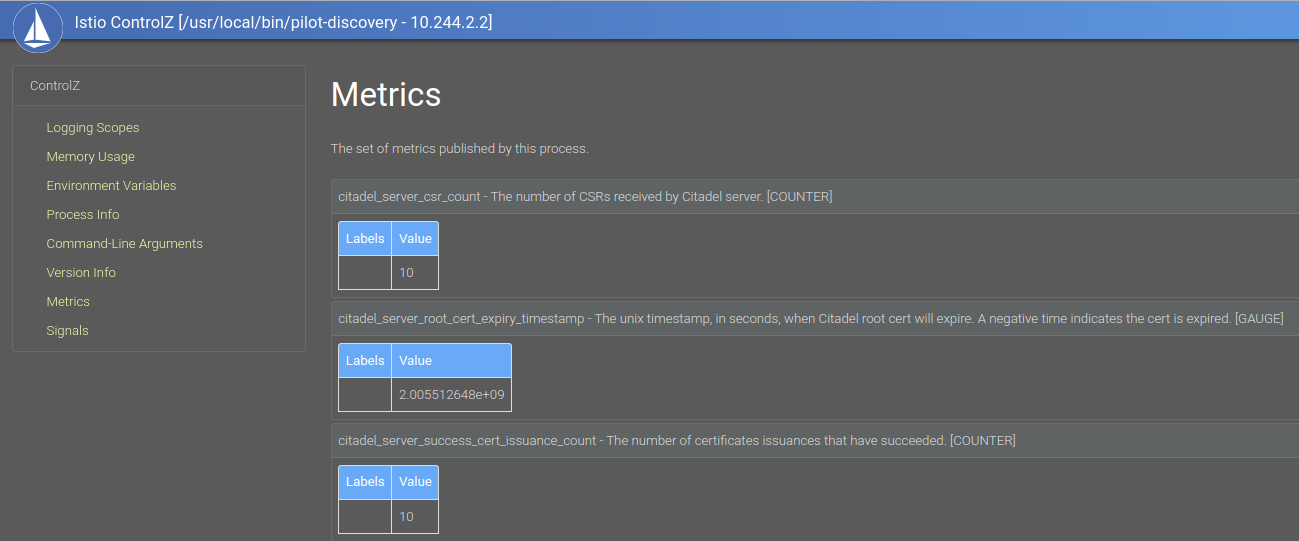 Istio ControlZ [/usr/local/bin/pilot-discovery - 10.244.2.2]
ControlZ
Logging Scopes
Memory Usage
Environment Variables
Process Info
Command-Line Arguments
Version Info
Metrics
Signals
Metrics
The set of metrics published by this process.
citadel_server_csr_count - The number of CSRs received by Citadel server. [COUNTER]
Labels Value
10
citadel_server_root_cert_expiry_timestamp - The unix timestamp, in seconds, when Citadel root cert will expire. A negative time indicates the cert is expired. [GAUGE]
Labels Value
2.005512648e+09
citadel_server_success_cert_issuance_count - The number of certificates issuances that have succeeded. [COUNTER]
Labels Value
10